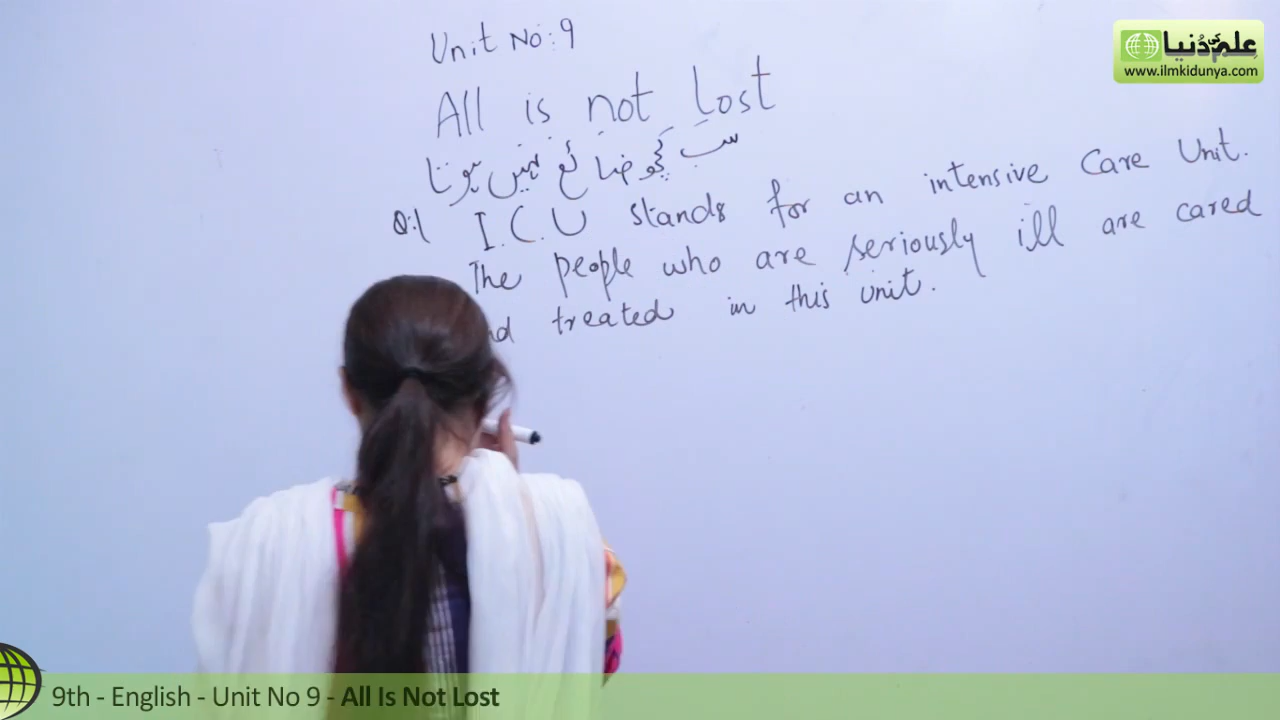 Unit No:9
All is not Lost
سب کچھ ضائع نہیں ہوتا
Q:1 I.C.U stands for an intensive Care Unit.
The people who are seriously ill are cared
treated in this unit.
علم کی دنیا
www.ilmkidunya.com
9th - English - Unit No 9 - All Is Not Lost